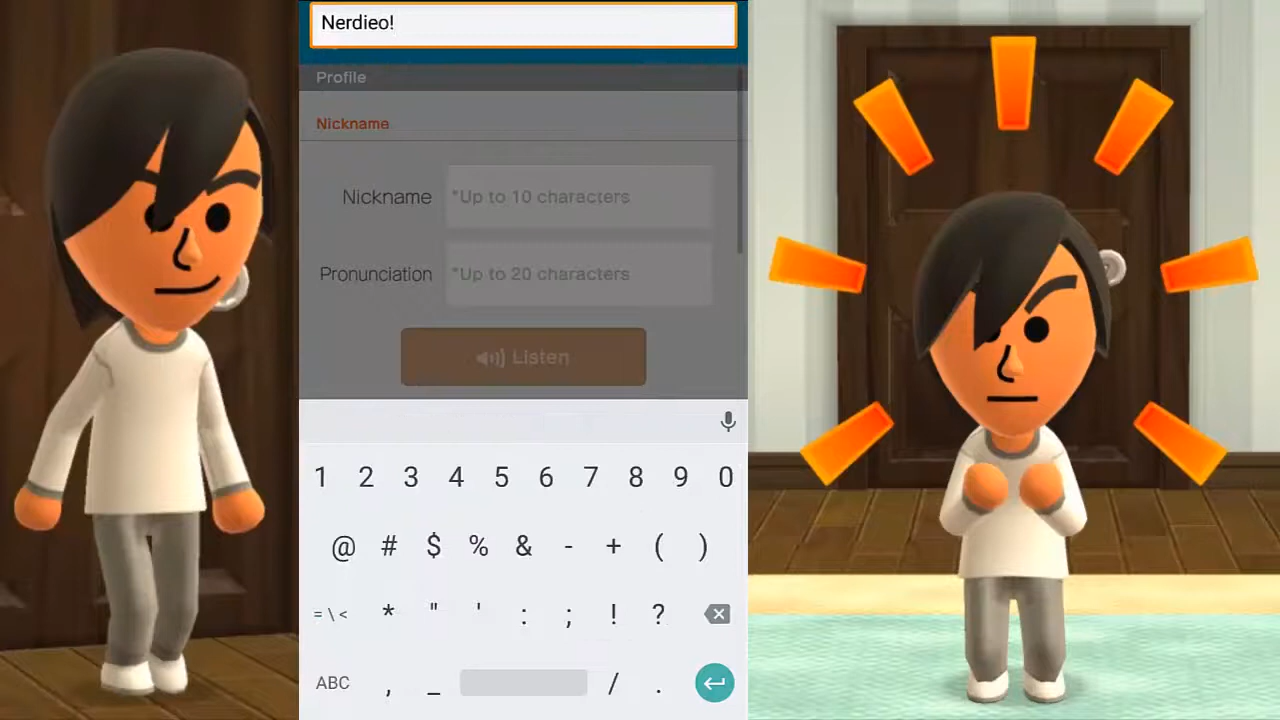 Nerdieo!
Profile
Nickname
Nickname *Up to 10 characters
Pronunciation *Up to 20 characters
Listen
1 2 3 4 5 6 7 8 9 0
@ # $ % & - + ( )
= \ < * " ' : ; ! ?
ABC , _ / .